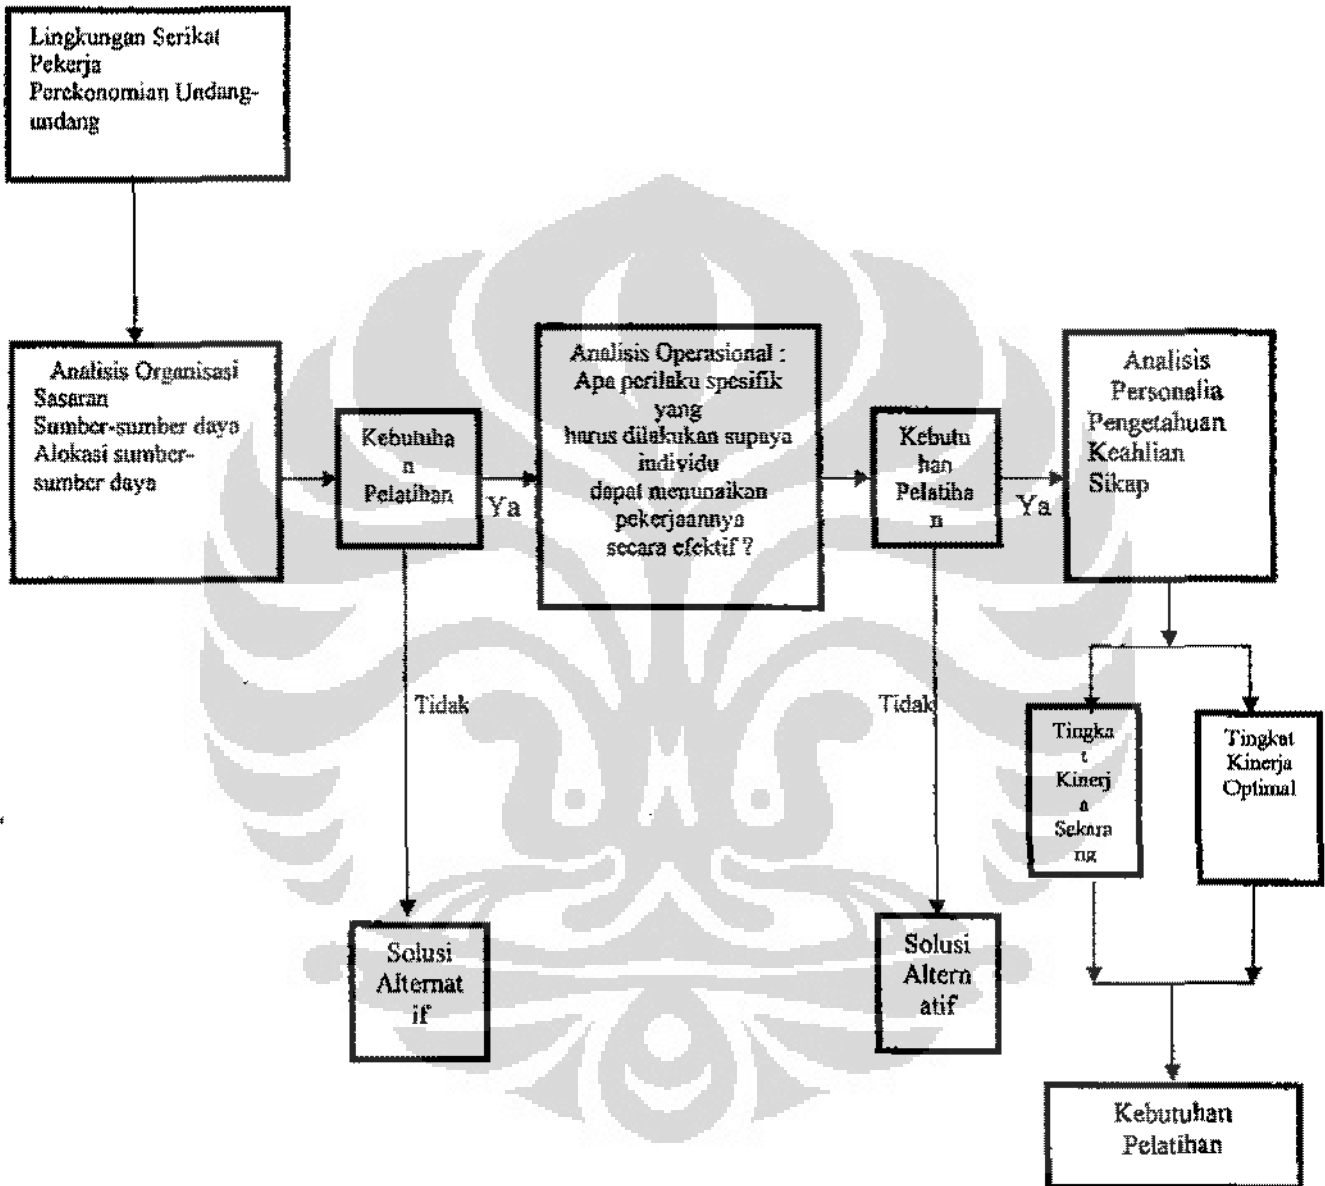 Lingkungan Serikat
Pekerja
Perekonomian Undang-
undang
Analisis Organisasi
Sasaran
Sumber-sumber daya
Alokasi sumber-
sumber daya
Kebutuha
n
Pelatihan
Ya
Analisis Operasional :
Apa perilaku spesifik
yang
harus dilakukan supaya
individu
dapat menunaikan
pekerjaannya
secara efektif ?
Kebutu
han
Pelatiha
n
Ya
Analisis
Personalia
Pengetahuan
Keahlian
Sikap
Tidak
Tidak
Tingka
t
Kinerj
a
Sekara
ng
Tingkat
Kinerja
Optimal
Solusi
Alternat
if
Solusi
Altern
atif
Kebutuhan
Pelatihan